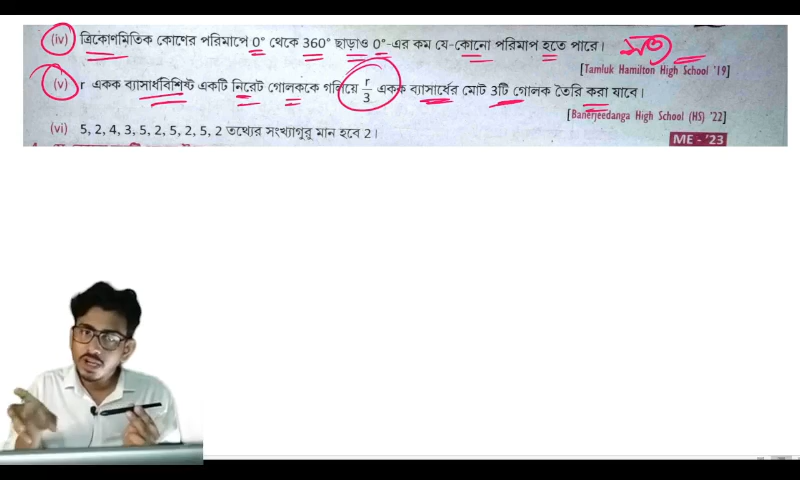 (iv) ত্রিকোণমিতিক কোণের পরিমাপে 0° থেকে 360° ছাড়াও 0°-এর কম যে-কোনো পরিমাপ হতে পারে। সত্য
[Tamluk Hamilton High School '19]
(v) r একক ব্যাসার্ধবিশিষ্ট একটি নিরেট গোলককে গলিয়ে r/3 একক ব্যাসার্ধের মোট 3টি গোলক তৈরি করা যাবে।
[Banerjeedanga High School (HS) '22]
(vi) 5, 2, 4, 3, 5, 2, 5, 2, 5, 2 তথ্যের সংখ্যাগুরু মান হবে 2।
ME - '23